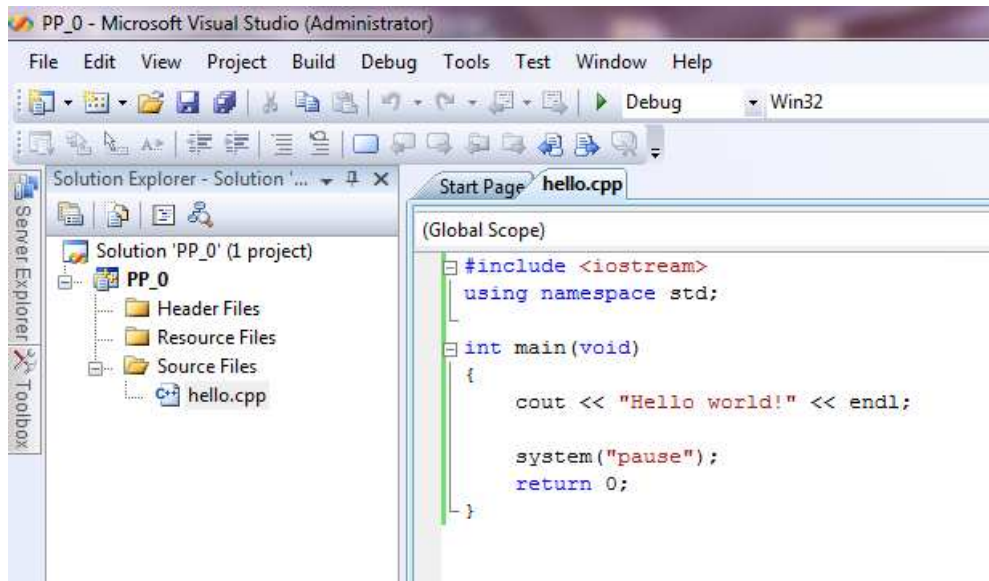 PP_0 - Microsoft Visual Studio (Administrator)
File Edit View Project Build Debug Tools Test Window Help
Debug Win32
Solution Explorer - Solution '...
Start Page hello.cpp
Server Explorer
Toolbox
(Global Scope)
Solution 'PP_0' (1 project)
PP_0
Header Files
Resource Files
Source Files
hello.cpp
#include <iostream>
using namespace std;
int main(void)
{
cout << "Hello world!" << endl;
system("pause");
return 0;
}